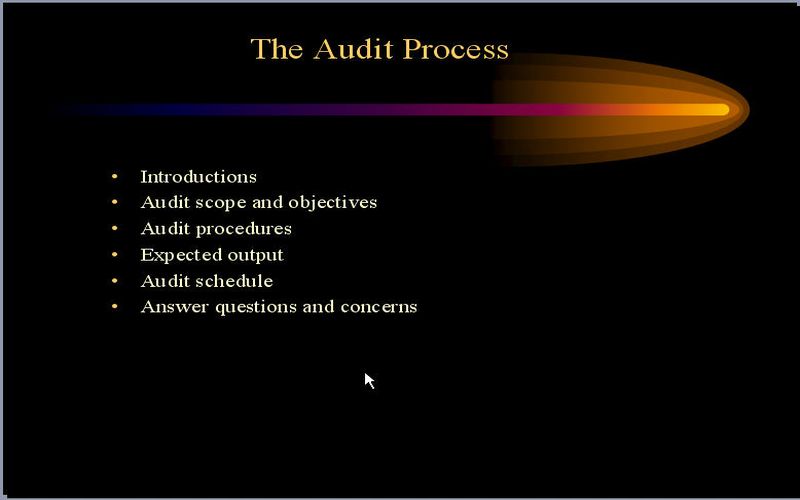 The Audit Process
• Introductions
• Audit scope and objectives
• Audit procedures
• Expected output
• Audit schedule
• Answer questions and concerns